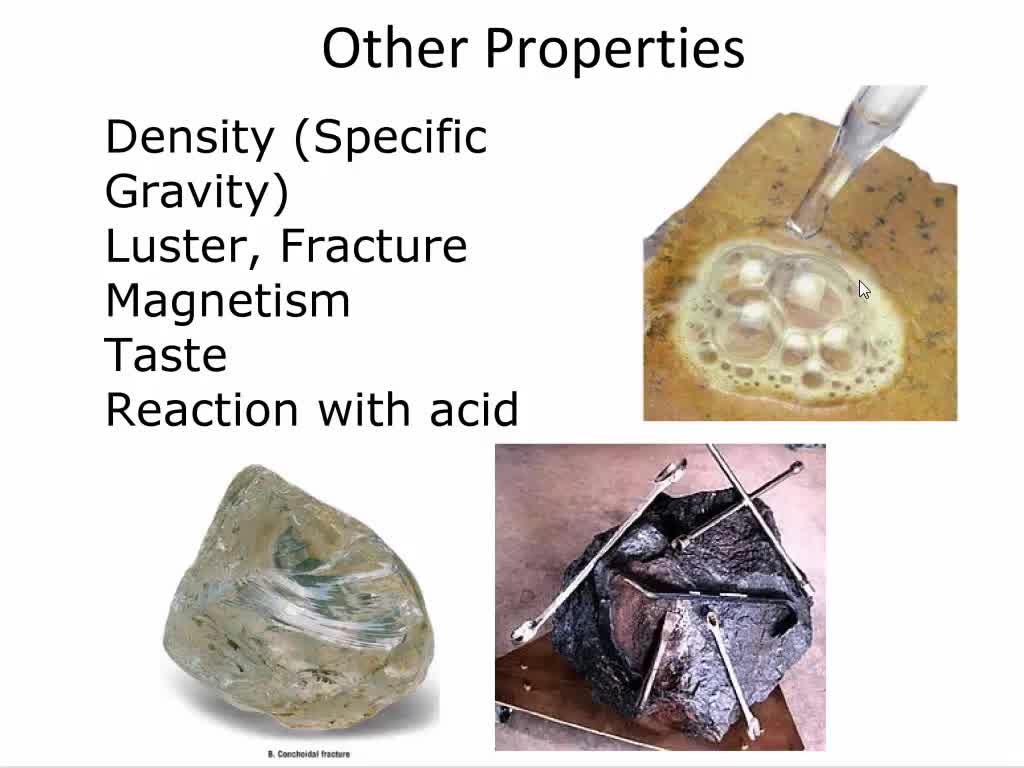 Other Properties
Density (Specific
Gravity)
Luster, Fracture
Magnetism
Taste
Reaction with acid
B. Conchoidal fracture